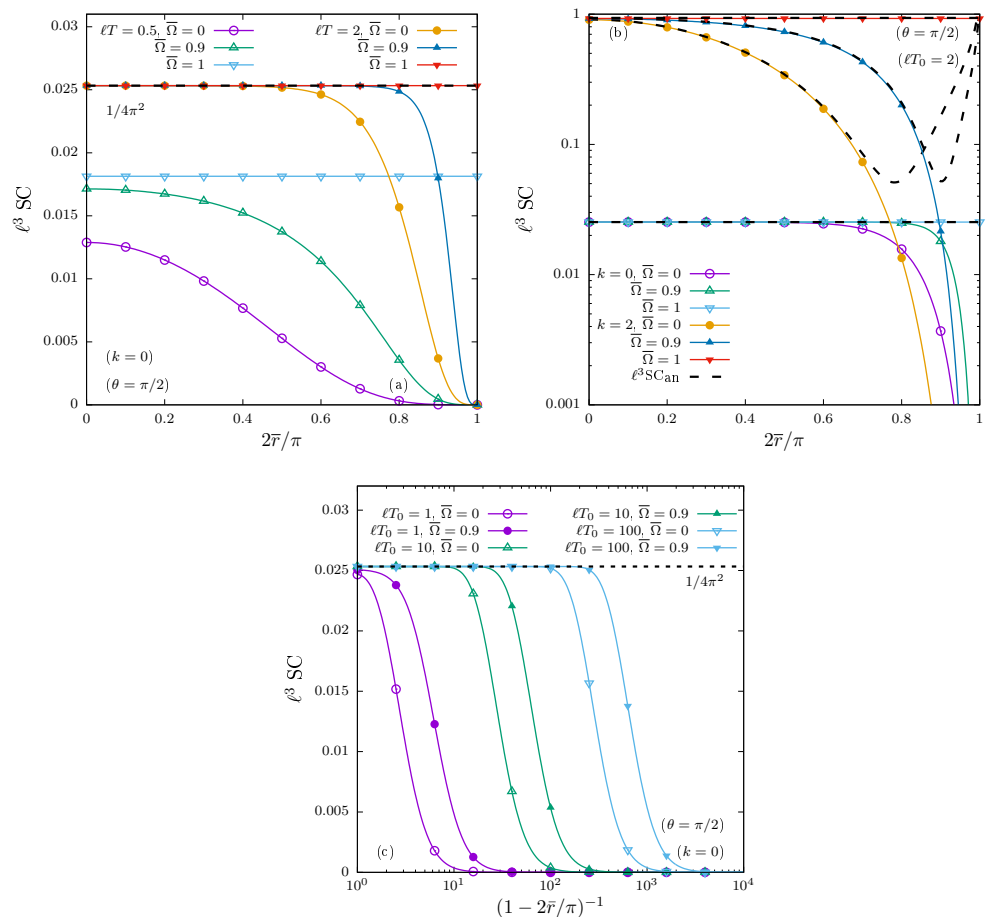 0.03
0.025
0.02
0.015
0.01
0.005
0
ℓ³ SC
ℓT = 0.5, Ω̅ = 0
Ω̅ = 0.9
Ω̅ = 1
ℓT = 2, Ω̅ = 0
Ω̅ = 0.9
Ω̅ = 1
1/4π²
(k = 0)
(θ = π/2)
(a)
0 0.2 0.4 0.6 0.8 1
2r̅/π
1
0.1
0.01
0.001
ℓ³ SC
(b)
(θ = π/2)
(ℓT₀ = 2)
k = 0, Ω̅ = 0
Ω̅ = 0.9
Ω̅ = 1
k = 2, Ω̅ = 0
Ω̅ = 0.9
Ω̅ = 1
ℓ³SCan
0 0.2 0.4 0.6 0.8 1
2r̅/π
0.03
0.025
0.02
0.015
0.01
0.005
0
ℓ³ SC
ℓT₀ = 1, Ω̅ = 0
ℓT₀ = 1, Ω̅ = 0.9
ℓT₀ = 10, Ω̅ = 0
ℓT₀ = 10, Ω̅ = 0.9
ℓT₀ = 100, Ω̅ = 0
ℓT₀ = 100, Ω̅ = 0.9
1/4π²
(θ = π/2)
(c)
(k = 0)
10⁰ 10¹ 10² 10³ 10⁴
(1 − 2r̅/π)⁻¹